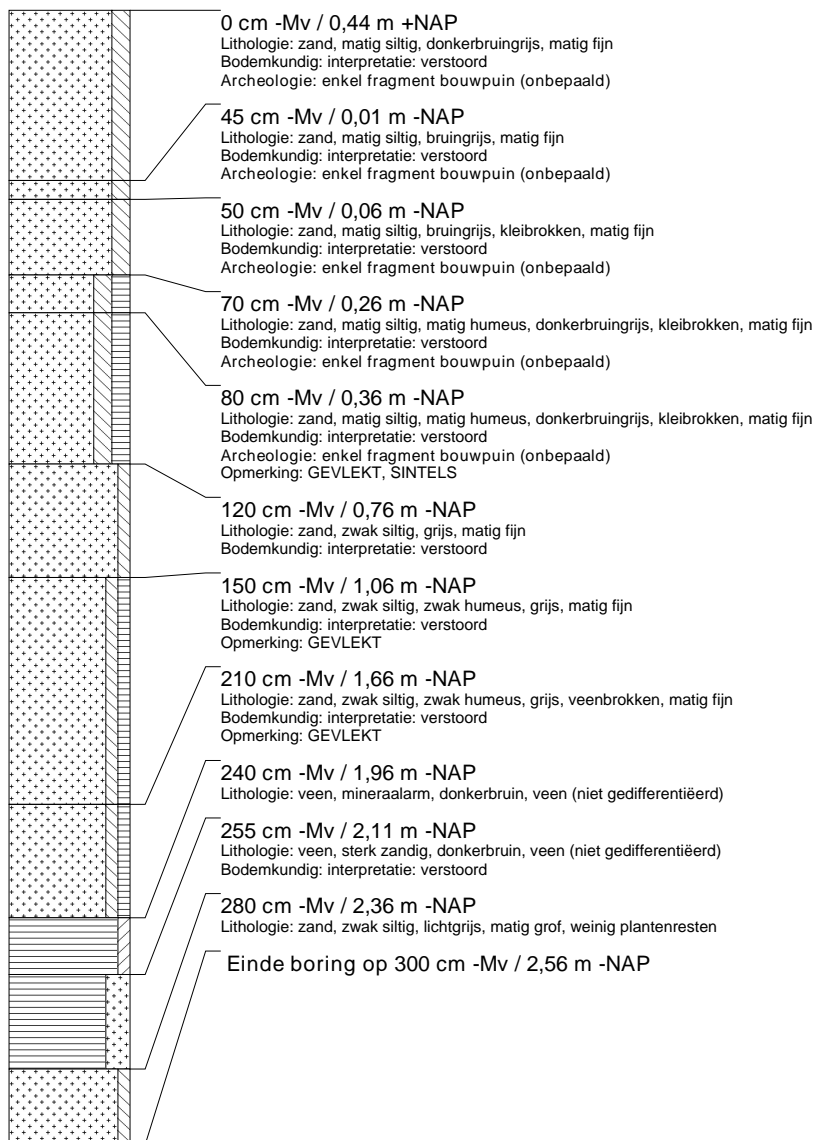 0 cm -Mv / 0,44 m +NAP
Lithologie: zand, matig siltig, donkerbruingrijs, matig fijn
Bodemkundig: interpretatie: verstoord
Archeologie: enkel fragment bouwpuin (onbepaald)
45 cm -Mv / 0,01 m -NAP
Lithologie: zand, matig siltig, bruingrijs, matig fijn
Bodemkundig: interpretatie: verstoord
Archeologie: enkel fragment bouwpuin (onbepaald)
50 cm -Mv / 0,06 m -NAP
Lithologie: zand, matig siltig, bruingrijs, kleibrokken, matig fijn
Bodemkundig: interpretatie: verstoord
Archeologie: enkel fragment bouwpuin (onbepaald)
70 cm -Mv / 0,26 m -NAP
Lithologie: zand, matig siltig, matig humeus, donkerbruingrijs, kleibrokken, matig fijn
Bodemkundig: interpretatie: verstoord
Archeologie: enkel fragment bouwpuin (onbepaald)
80 cm -Mv / 0,36 m -NAP
Lithologie: zand, matig siltig, matig humeus, donkerbruingrijs, kleibrokken, matig fijn
Bodemkundig: interpretatie: verstoord
Archeologie: enkel fragment bouwpuin (onbepaald)
Opmerking: GEVLEKT, SINTELS
120 cm -Mv / 0,76 m -NAP
Lithologie: zand, zwak siltig, grijs, matig fijn
Bodemkundig: interpretatie: verstoord
150 cm -Mv / 1,06 m -NAP
Lithologie: zand, zwak siltig, zwak humeus, grijs, matig fijn
Bodemkundig: interpretatie: verstoord
Opmerking: GEVLEKT
210 cm -Mv / 1,66 m -NAP
Lithologie: zand, zwak siltig, zwak humeus, grijs, veenbrokken, matig fijn
Bodemkundig: interpretatie: verstoord
Opmerking: GEVLEKT
240 cm -Mv / 1,96 m -NAP
Lithologie: veen, mineraalarm, donkerbruin, veen (niet gedifferentiëerd)
255 cm -Mv / 2,11 m -NAP
Lithologie: veen, sterk zandig, donkerbruin, veen (niet gedifferentiëerd)
Bodemkundig: interpretatie: verstoord
280 cm -Mv / 2,36 m -NAP
Lithologie: zand, zwak siltig, lichtgrijs, matig grof, weinig plantenresten
Einde boring op 300 cm -Mv / 2,56 m -NAP